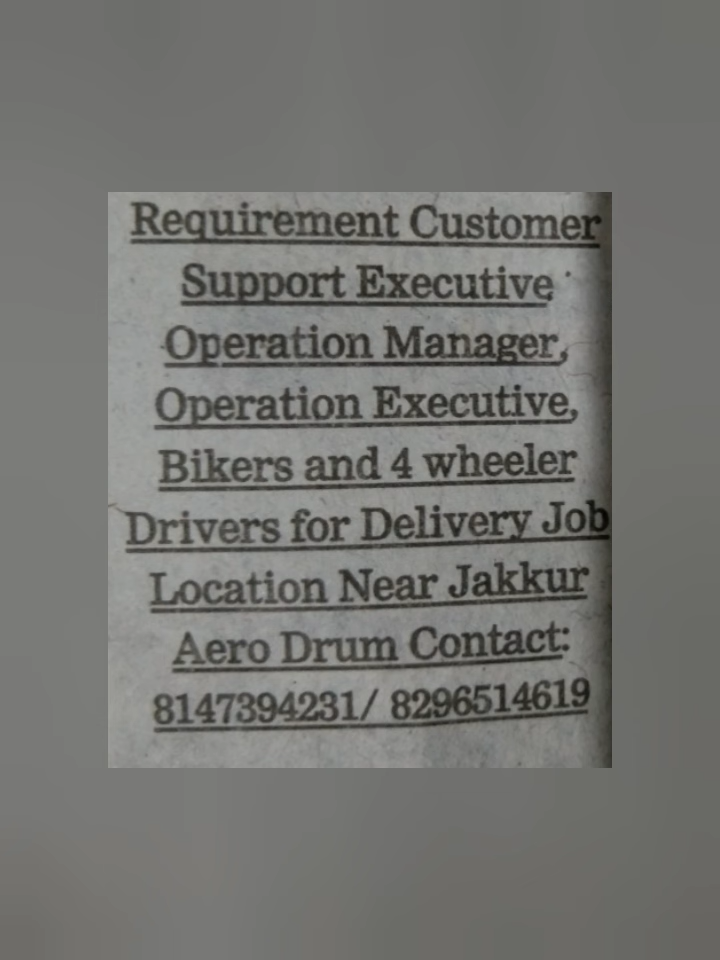 Requirement Customer
Support Executive
Operation Manager,
Operation Executive,
Bikers and 4 wheeler
Drivers for Delivery Job
Location Near Jakkur
Aero Drum Contact:
8147394231/ 8296514619